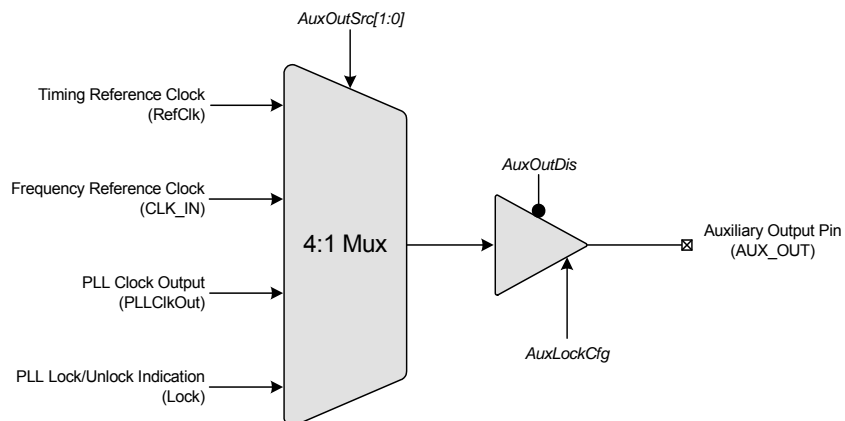 AuxOutSrc[1:0]
Timing Reference Clock
(RefClk)
Frequency Reference Clock
(CLK_IN)
PLL Clock Output
(PLLClkOut)
PLL Lock/Unlock Indication
(Lock)
4:1 Mux
AuxOutDis
AuxLockCfg
Auxiliary Output Pin
(AUX_OUT)